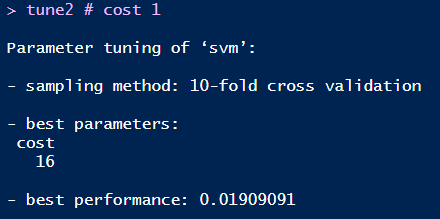 > tune2 # cost 1
Parameter tuning of ‘svm’:
- sampling method: 10-fold cross validation
- best parameters:
cost
16
- best performance: 0.01909091